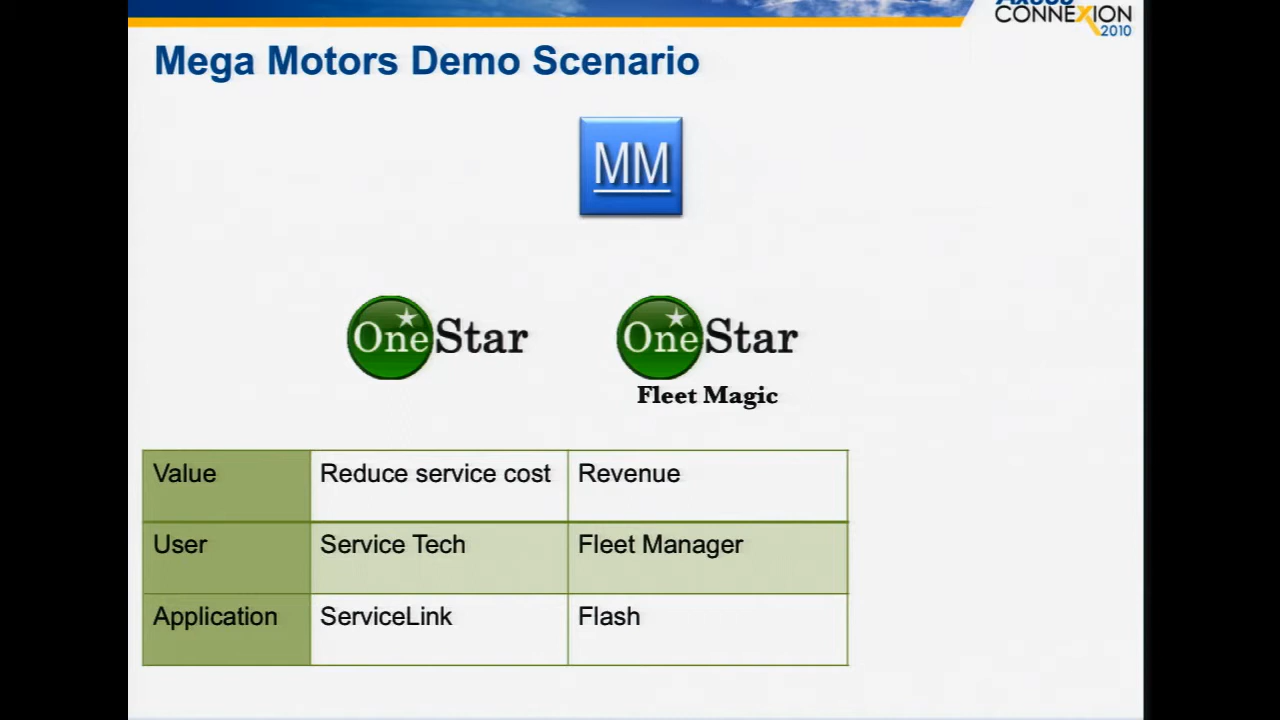 CONNEXION
2010
Mega Motors Demo Scenario
MM
OneStar
OneStar
Fleet Magic
Value Reduce service cost Revenue
User Service Tech Fleet Manager
Application ServiceLink Flash